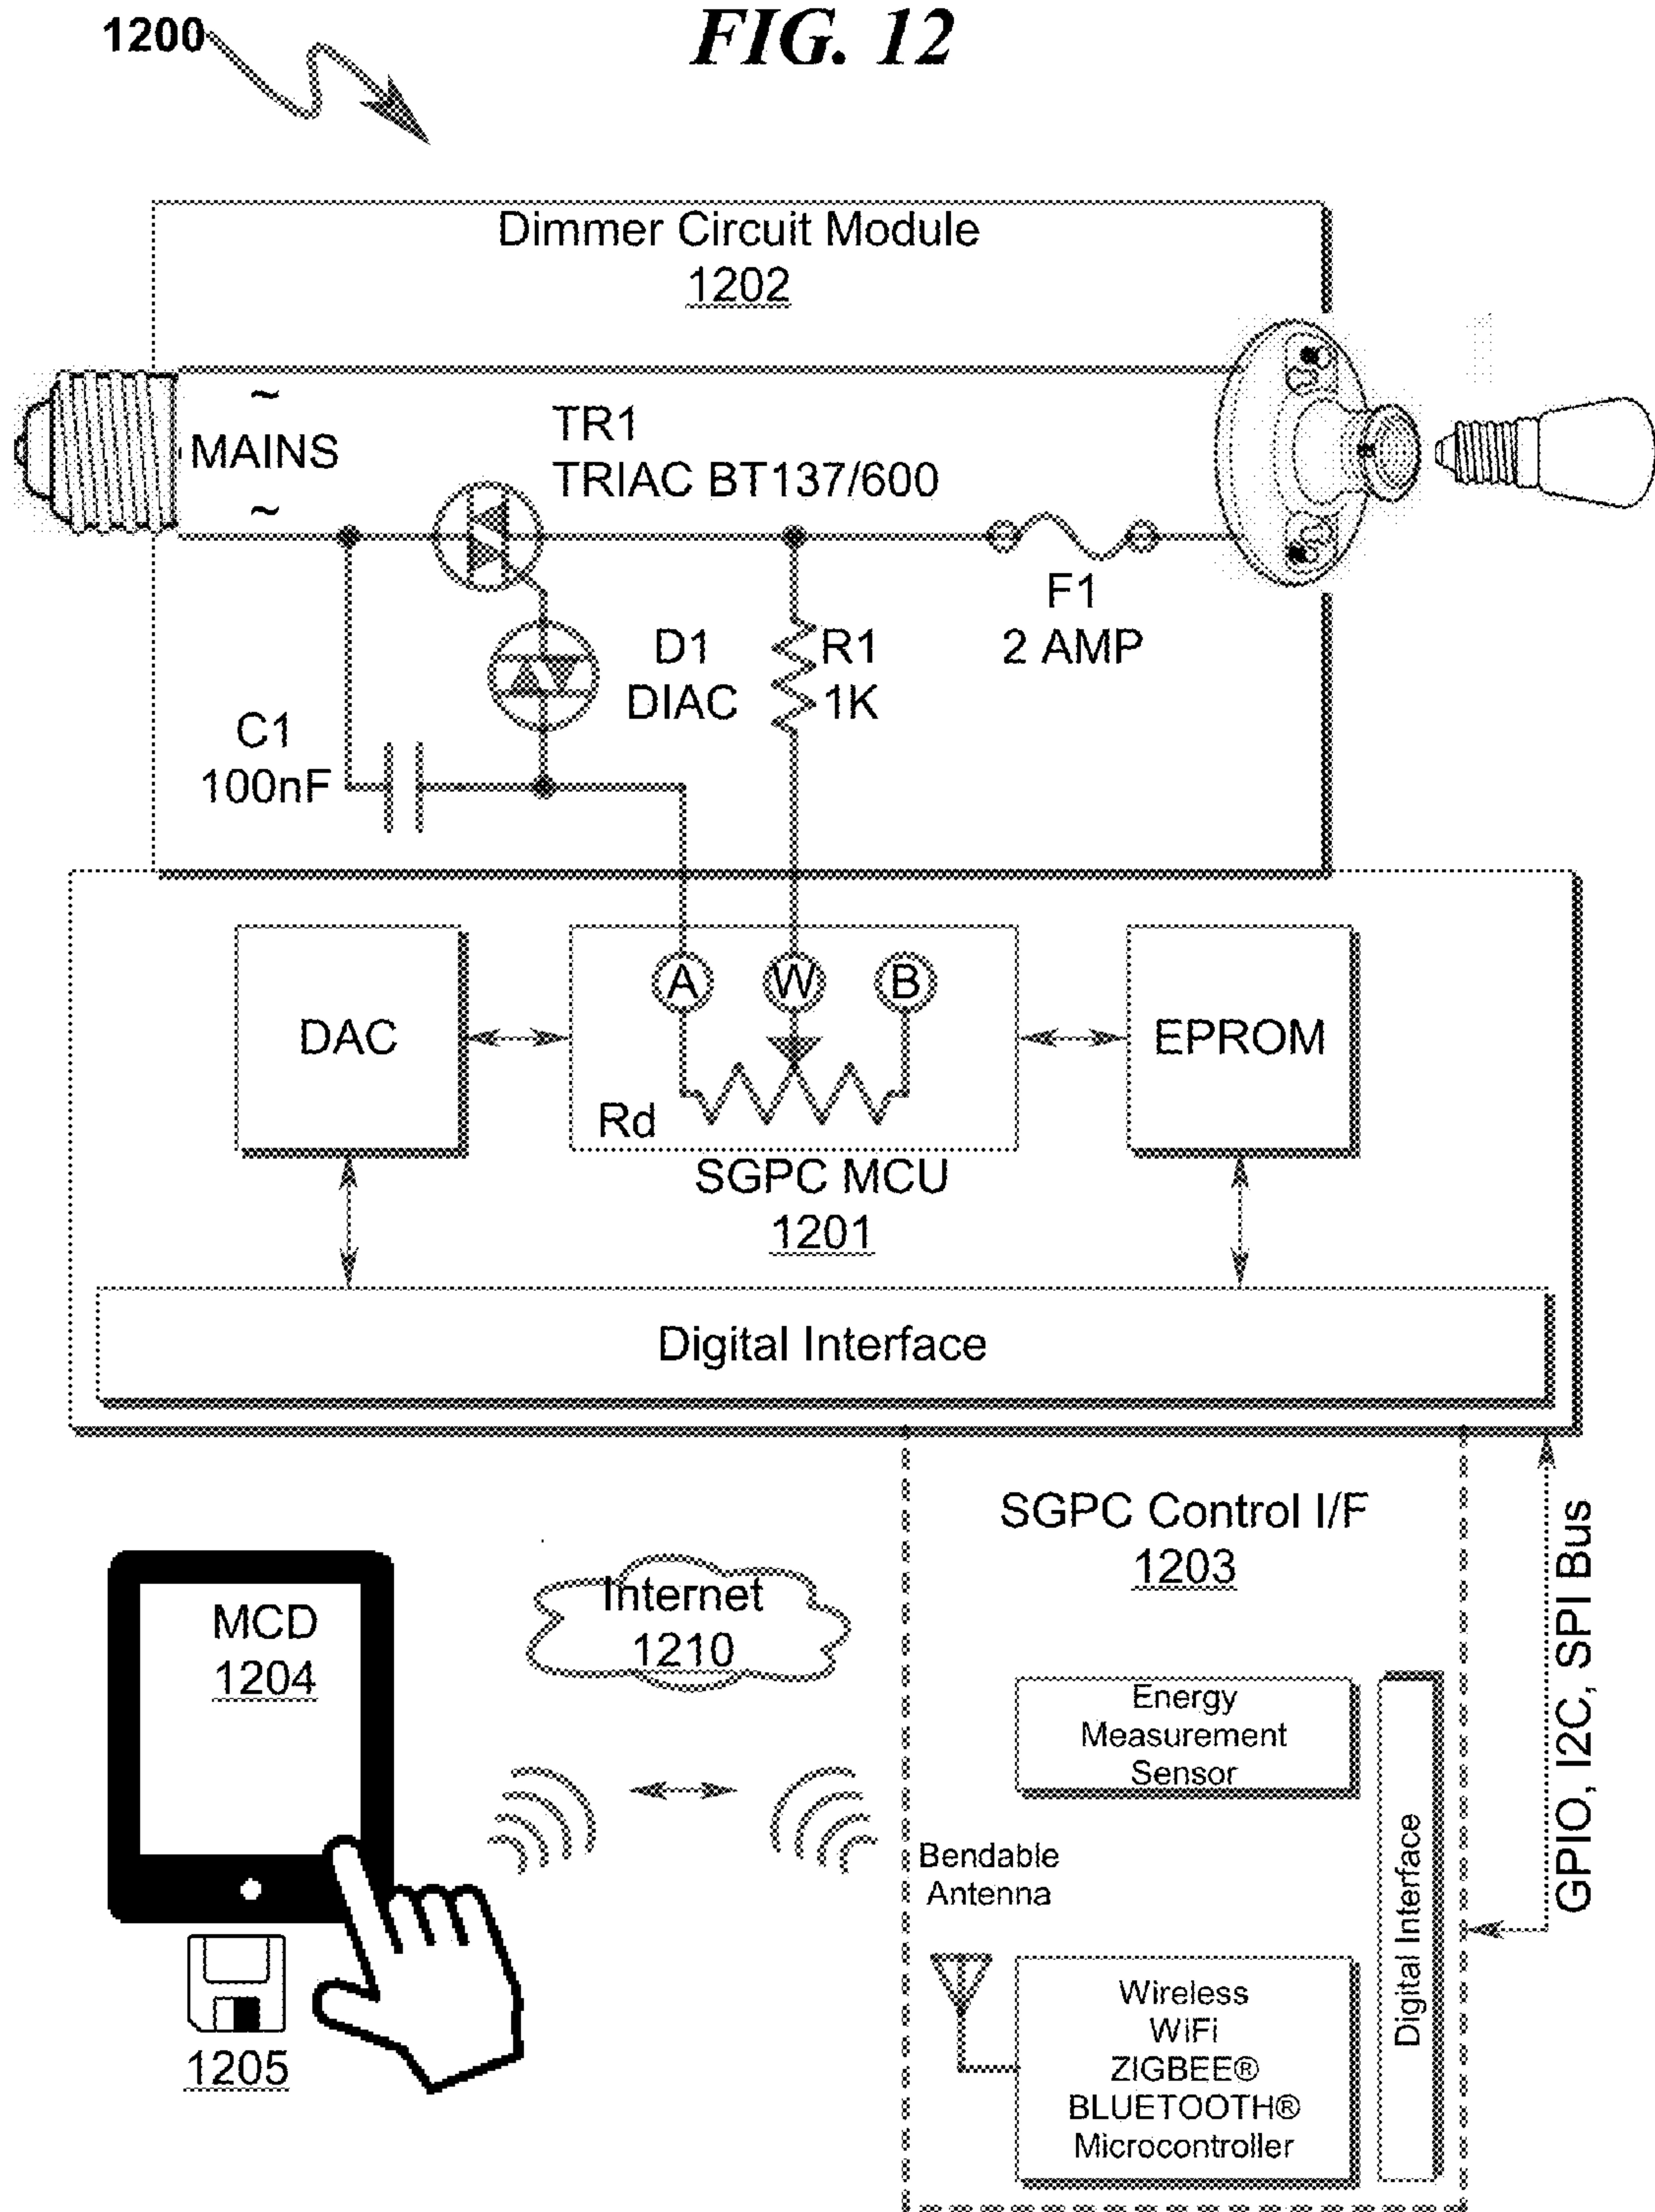 FIG. 12
1200
Dimmer Circuit Module
1202
~
MAINS
~
TR1
TRIAC BT137/600
F1
2 AMP
D1
DIAC
R1
1K
C1
100nF
DAC
A
W
B
Rd
EPROM
SGPC MCU
1201
Digital Interface
SGPC Control I/F
1203
GPIO, I2C, SPI Bus
MCD
1204
Internet
1210
Energy
Measurement
Sensor
Bendable
Antenna
Digital Interface
Wireless
WiFi
ZIGBEE®
BLUETOOTH®
Microcontroller
1205